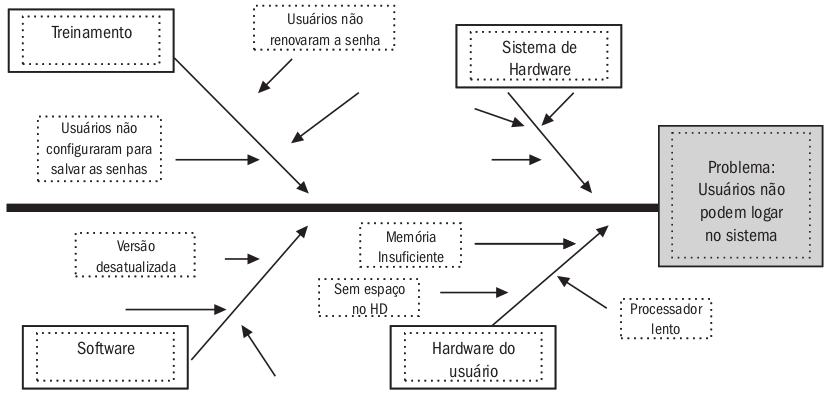 Treinamento
Usuários não
renovaram a senha
Sistema de
Hardware
Usuários não
configuraram para
salvar as senhas
Problema:
Usuários não
podem logar
no sistema
Versão
desatualizada
Memória
Insuficiente
Sem espaço
no HD
Processador
lento
Software
Hardware do
usuário